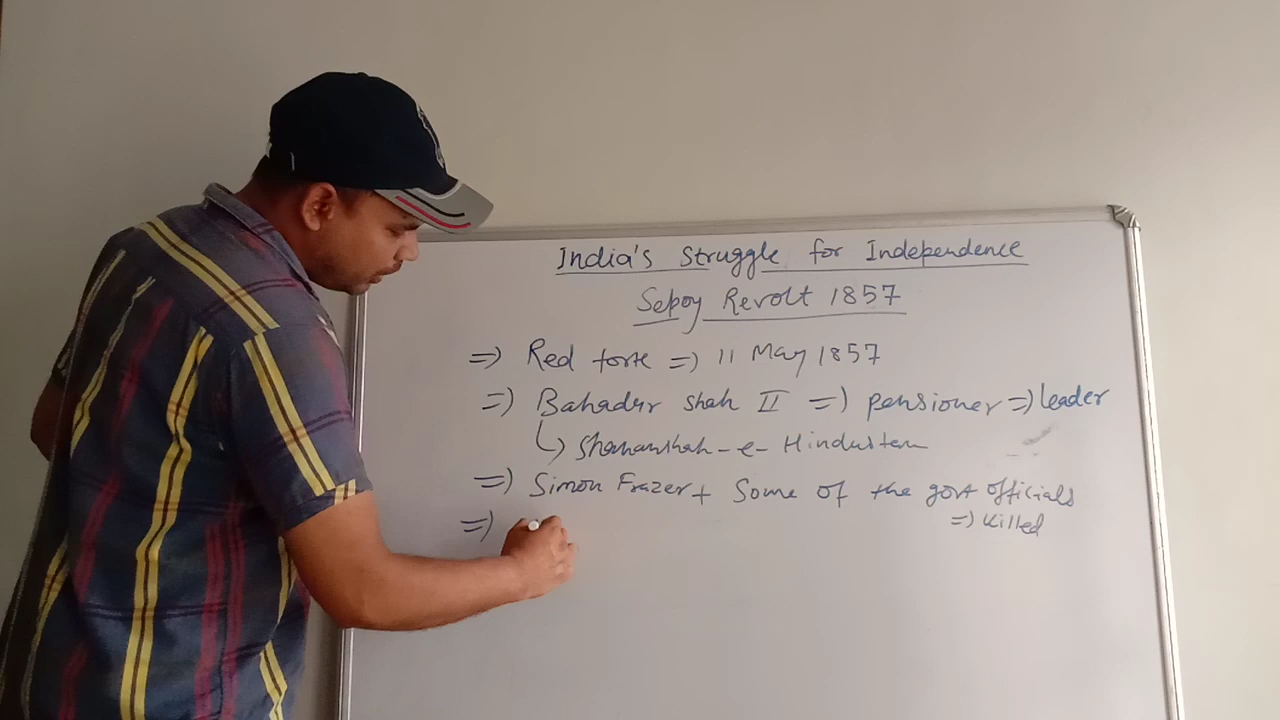 India's Struggle for Independence
Sepoy Revolt 1857
=) Red forte =) 11 May 1857
=) Bahadur Shah II =) pensioner =) leader
Shahanshah-e-Hindustan
=) Simon Frazer + Some of the govt officials
=) Killed
=)